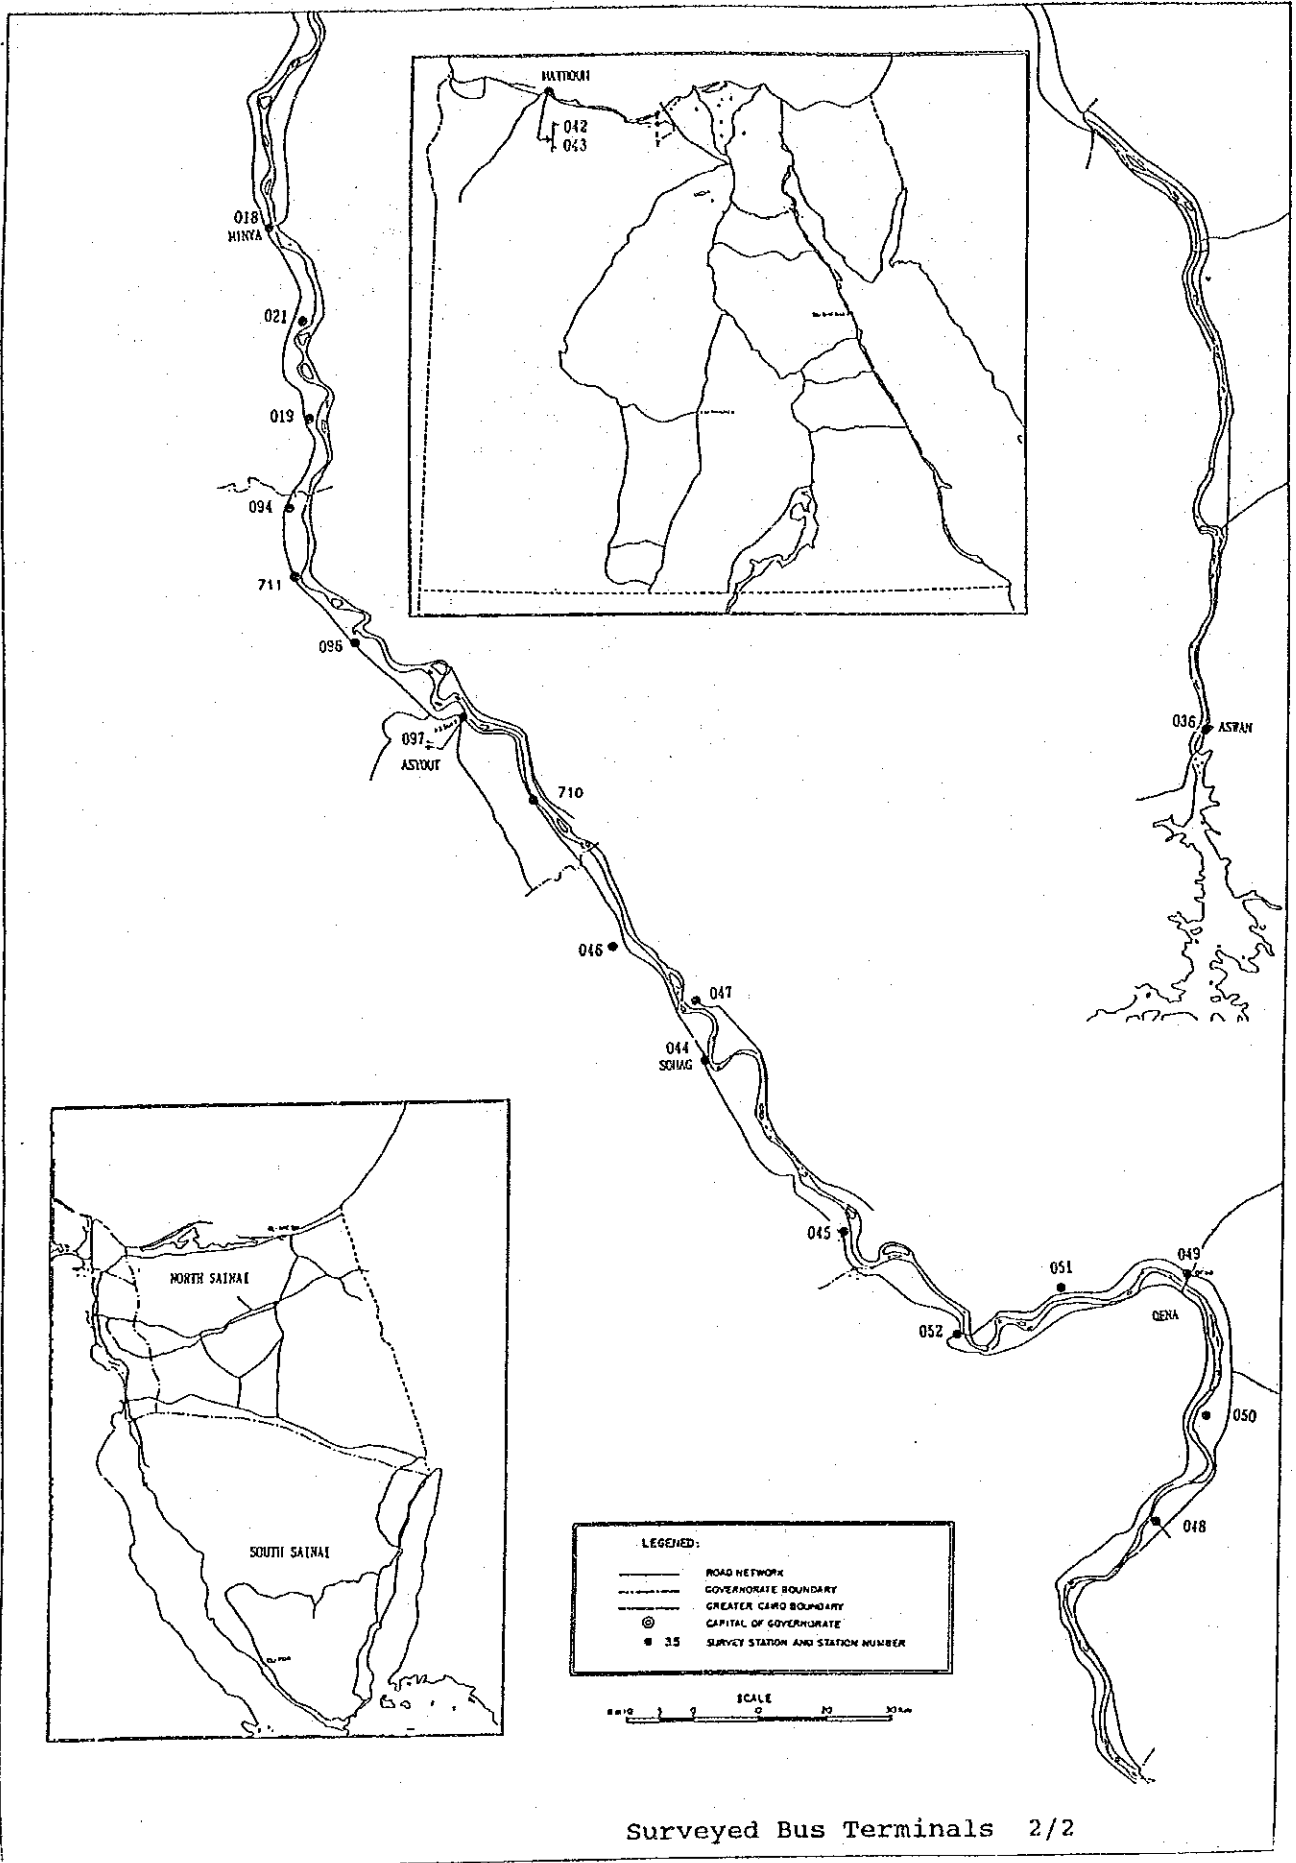 MATROUH
042
043
018
MINYA
021
019
094
711
096
097
ASYOUT
710
036
ASWAN
046
047
044
SOHAG
045
051
049
QENA
052
050
048
NORTH SAINAI
SOUTH SAINAI
LEGENED:
ROAD NETWORK
GOVERNORATE BOUNDARY
GREATER CAIRO BOUNDARY
CAPITAL OF GOVERNORATE
35 SURVEY STATION AND STATION NUMBER
SCALE
Surveyed Bus Terminals 2/2